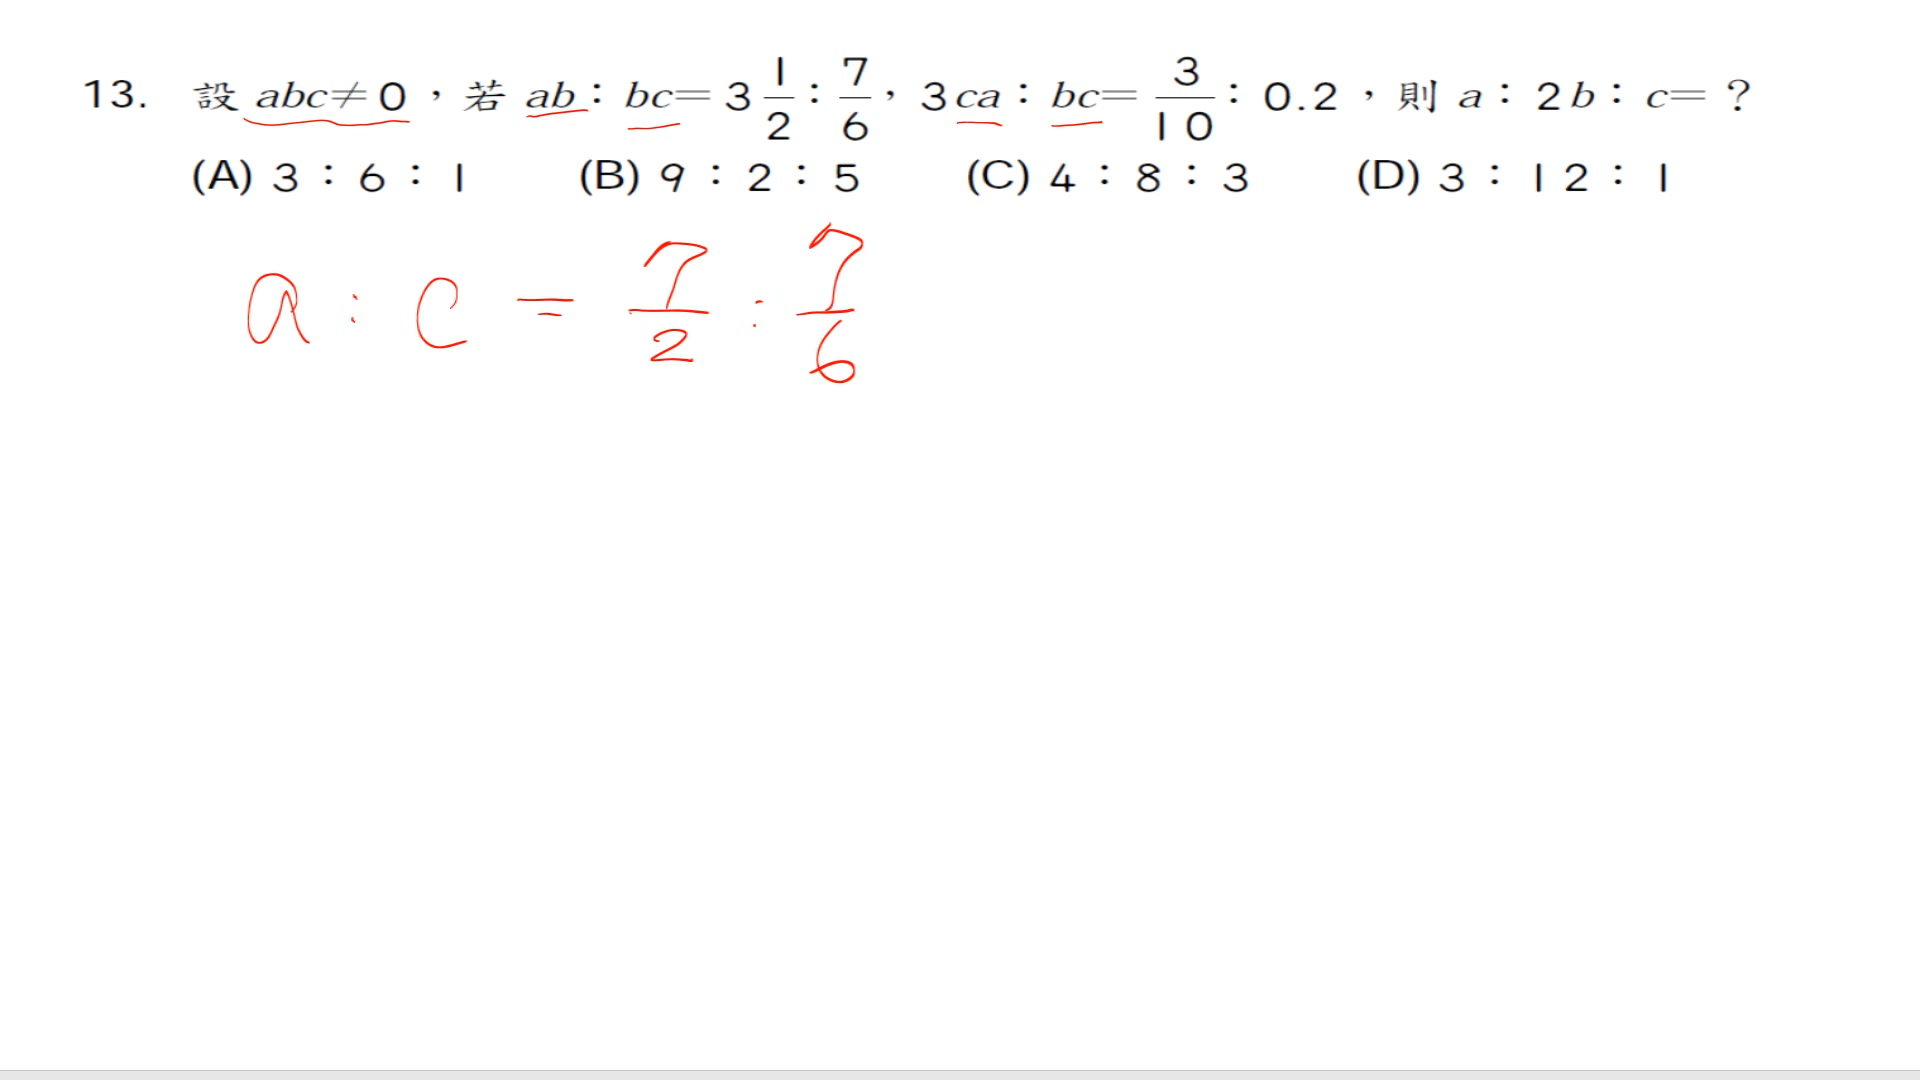 13. 設 abc≠0，若 ab：bc=3 1/2：7/6，3ca：bc=3/10：0.2，則 a：2b：c=？
(A) 3：6：1 (B) 9：2：5 (C) 4：8：3 (D) 3：12：1
a : c = 7/2 : 7/6